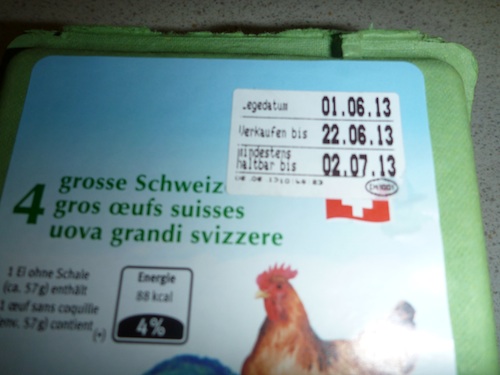 Legedatum 01.06.13
Verkaufen bis 22.06.13
mindestens
haltbar bis 02.07.13
4
grosse Schweiz
gros œufs suisses
uova grandi svizzere
1 Ei ohne Schale
(ca. 57g) enthält
1 œuf sans coquille
env. 57g) contient
(+)
Energie
88 kcal
4%